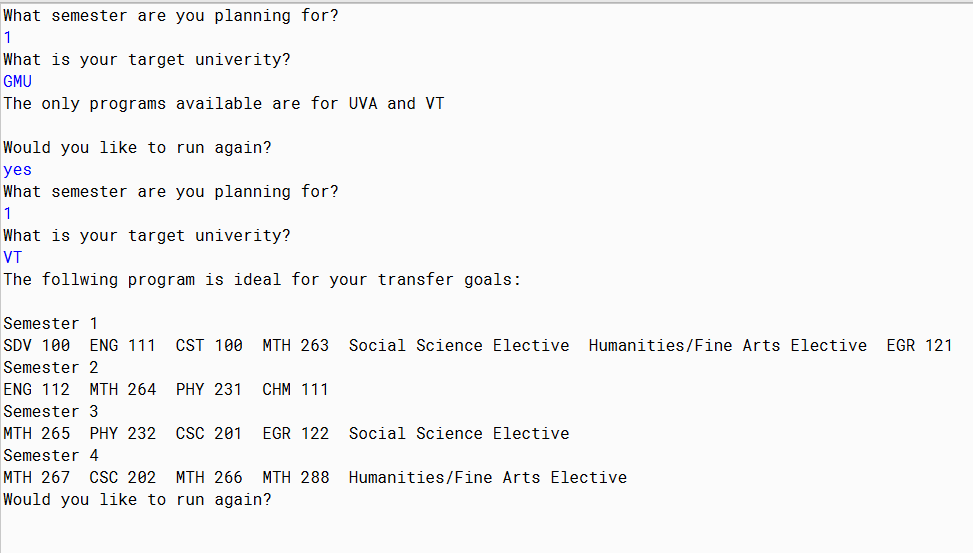 What semester are you planning for?
1
What is your target univerity?
GMU
The only programs available are for UVA and VT
Would you like to run again?
yes
What semester are you planning for?
1
What is your target univerity?
VT
The follwing program is ideal for your transfer goals:
Semester 1
SDV 100  ENG 111  CST 100  MTH 263  Social Science Elective  Humanities/Fine Arts Elective  EGR 121
Semester 2
ENG 112  MTH 264  PHY 231  CHM 111
Semester 3
MTH 265  PHY 232  CSC 201  EGR 122  Social Science Elective
Semester 4
MTH 267  CSC 202  MTH 266  MTH 288  Humanities/Fine Arts Elective
Would you like to run again?